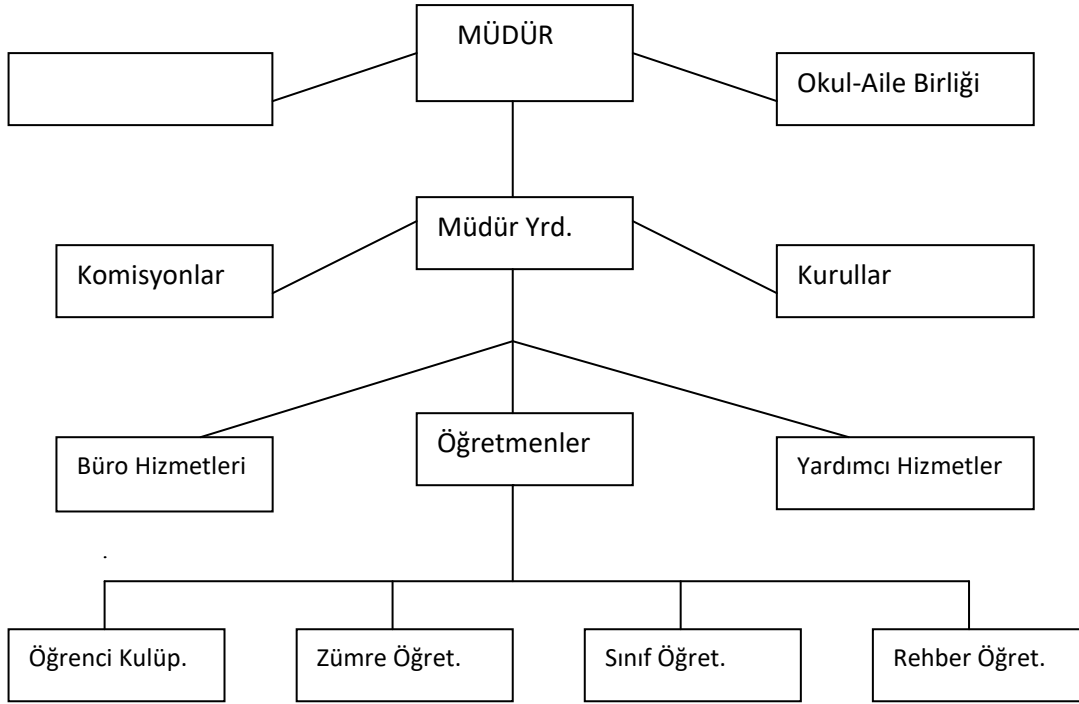 MÜDÜR
Okul-Aile Birliği
Müdür Yrd.
Komisyonlar
Kurullar
Öğretmenler
Büro Hizmetleri
Yardımcı Hizmetler
.
Öğrenci Kulüp.
Zümre Öğret.
Sınıf Öğret.
Rehber Öğret.